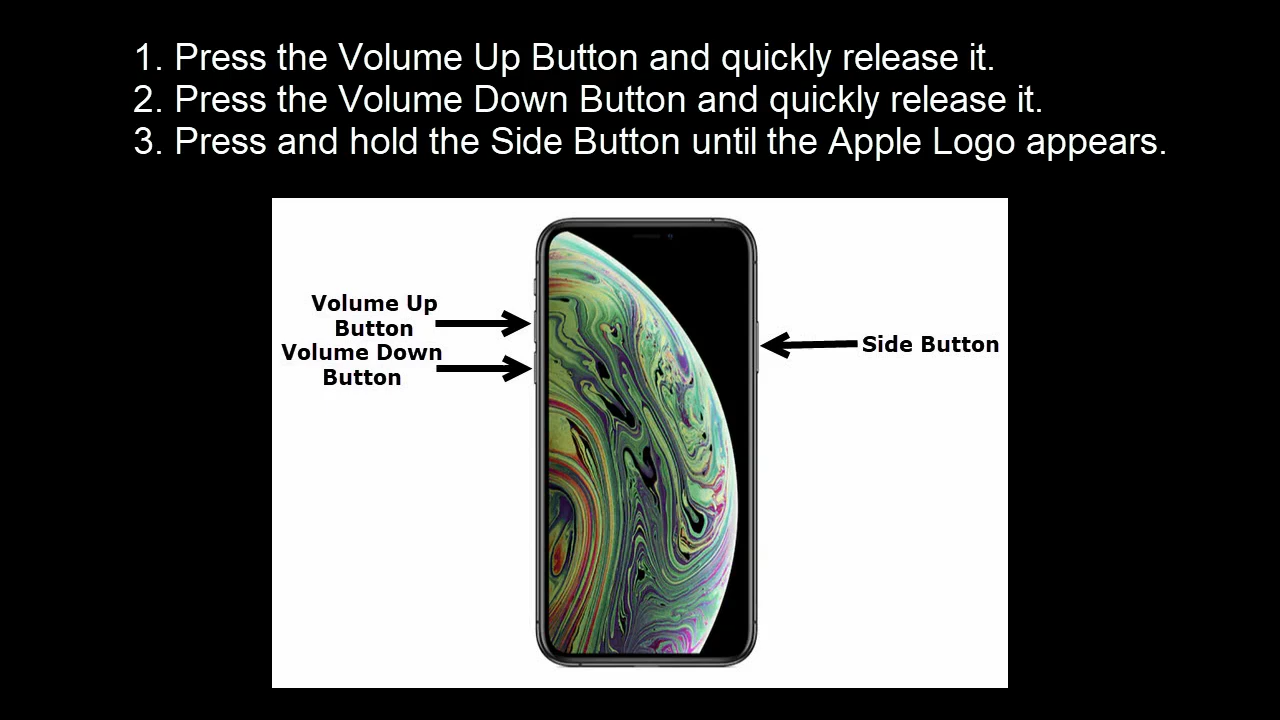 1. Press the Volume Up Button and quickly release it.
2. Press the Volume Down Button and quickly release it.
3. Press and hold the Side Button until the Apple Logo appears.
Volume Up
Button
Volume Down
Button
Side Button